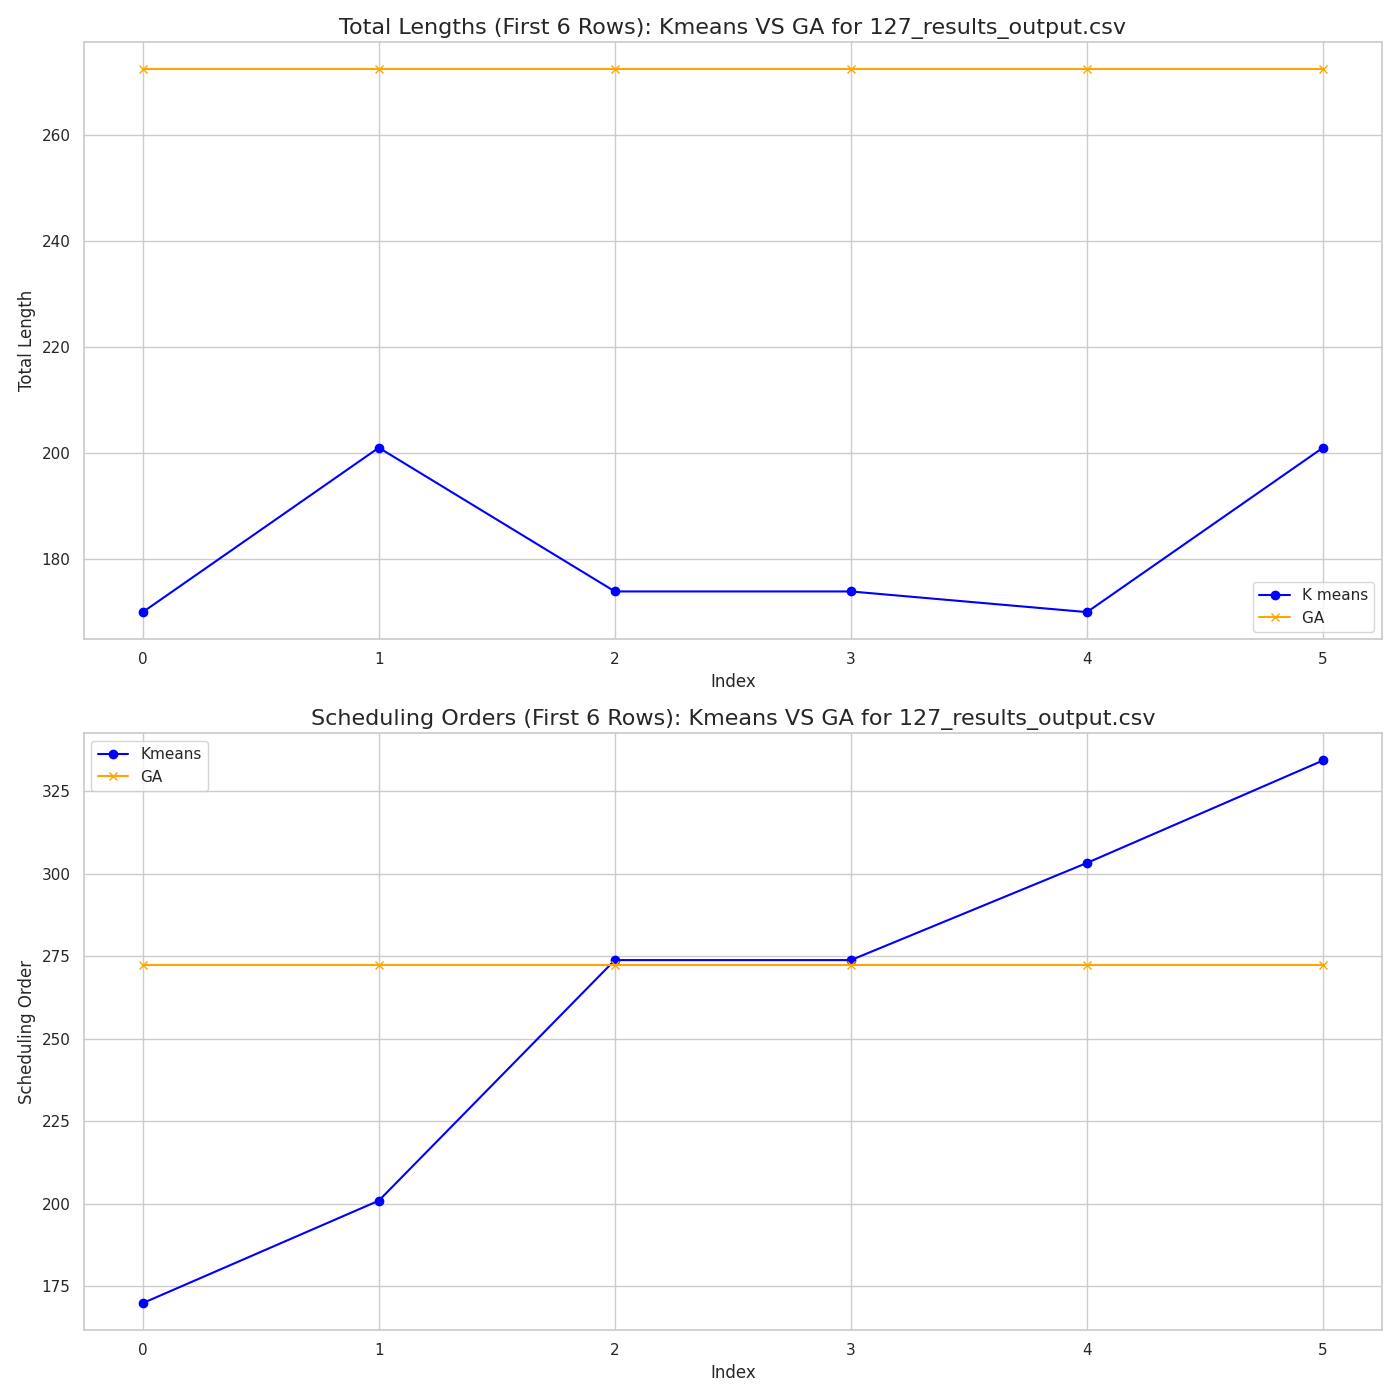 Total Lengths (First 6 Rows): Kmeans VS GA for 127_results_output.csv
260
240
220
200
180
Total Length
K means
GA
0 1 2 3 4 5
Index
Scheduling Orders (First 6 Rows): Kmeans VS GA for 127_results_output.csv
Kmeans
GA
325
300
275
250
225
200
175
Scheduling Order
0 1 2 3 4 5
Index